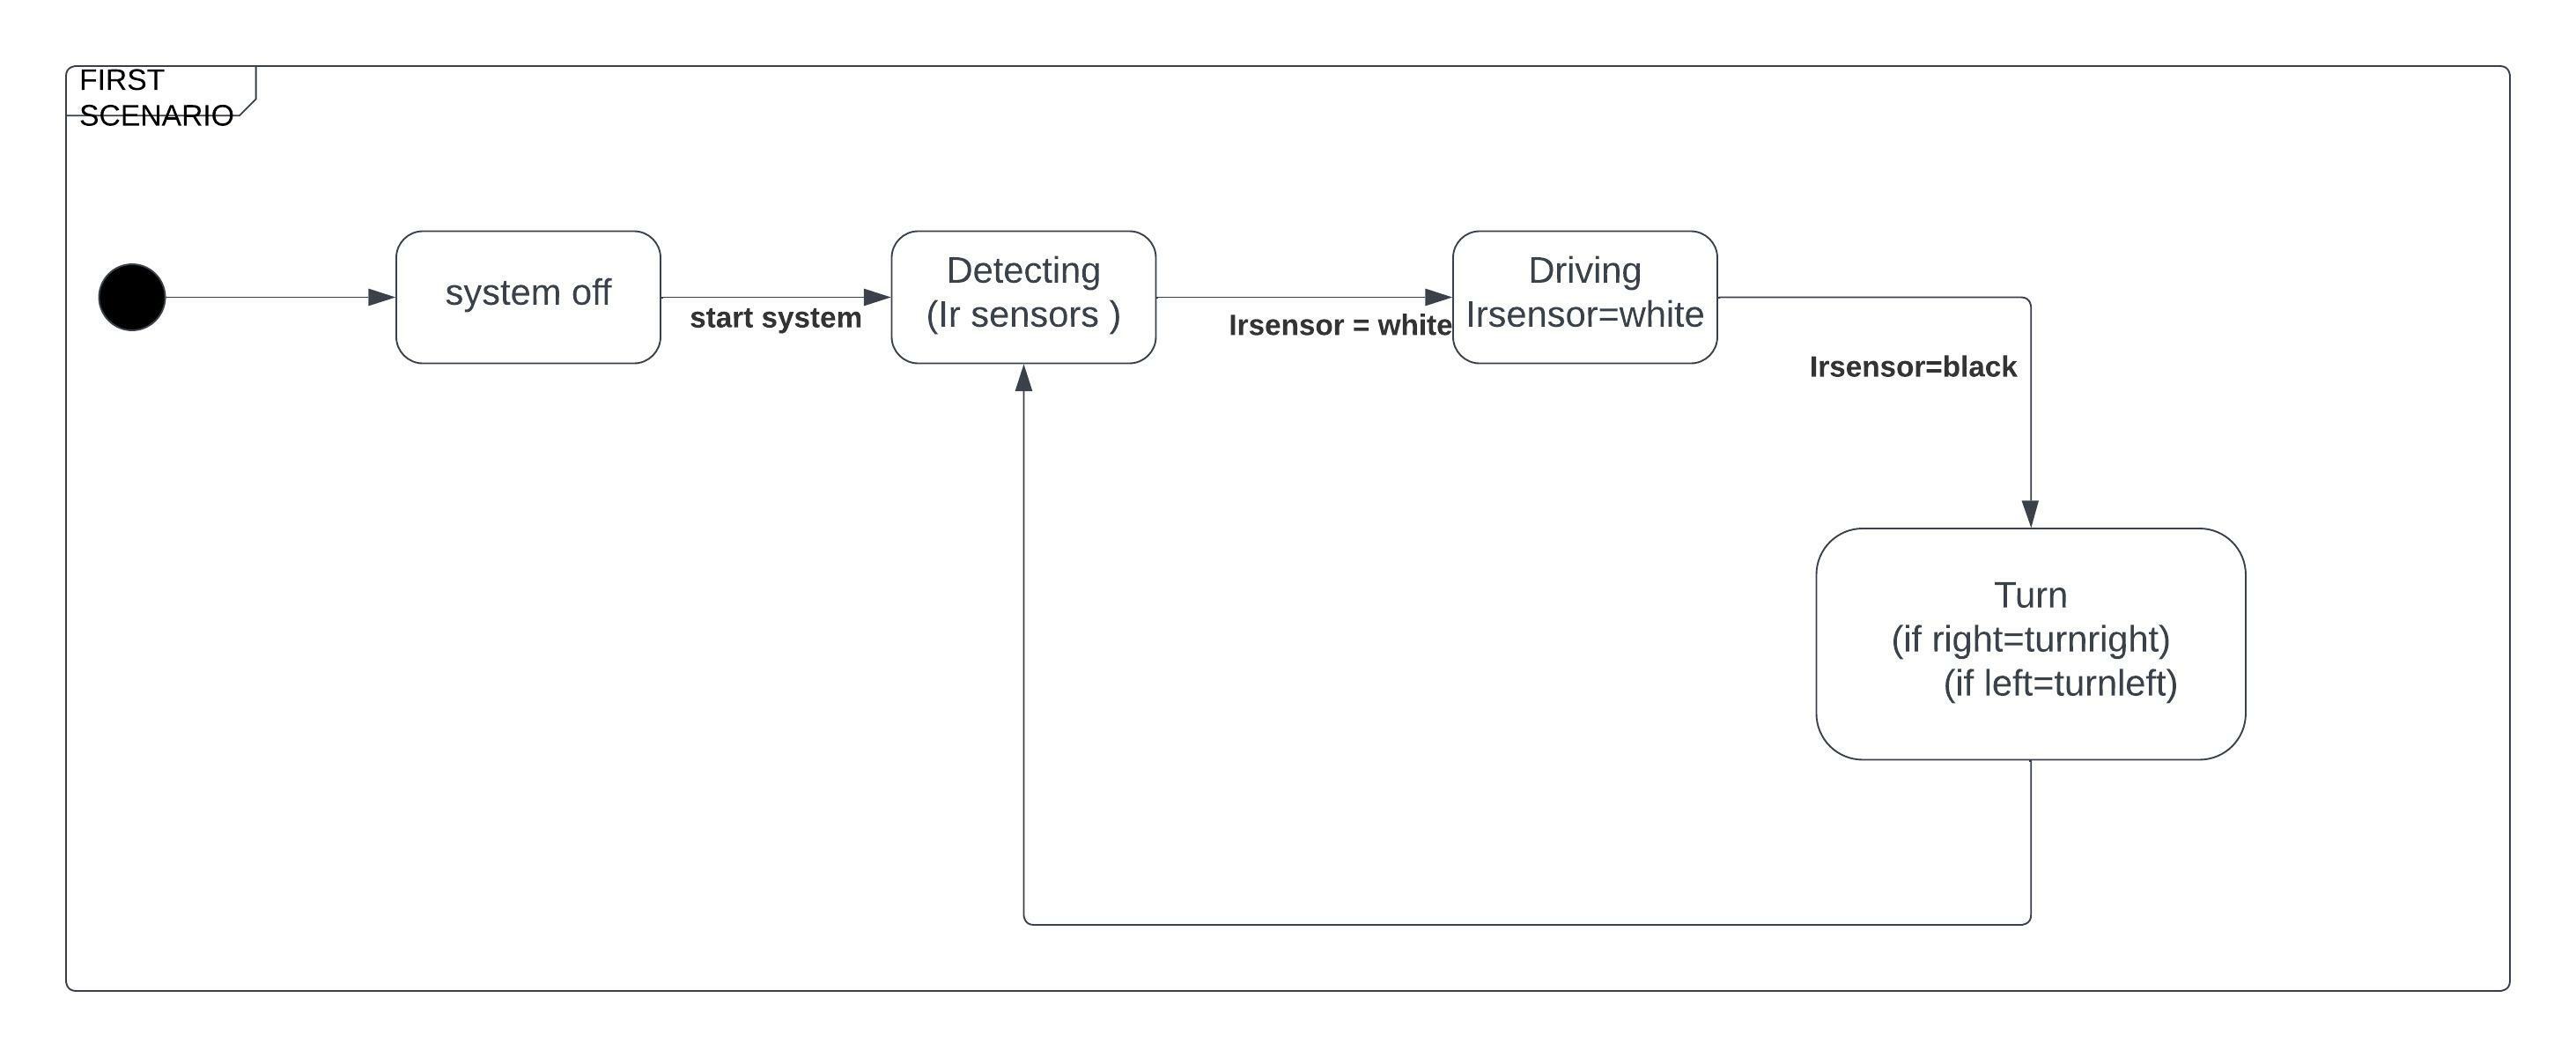 FIRST
SCENARIO
system off
start system
Detecting
(Ir sensors )
Irsensor = white
Driving
Irsensor=white
Irsensor=black
Turn
(if right=turnright)
(if left=turnleft)